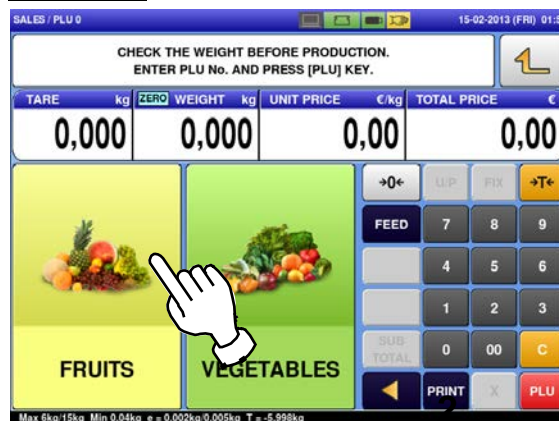 SALES / PLU 0 15-02-2013 (FRI) 01:5
CHECK THE WEIGHT BEFORE PRODUCTION.
ENTER PLU No. AND PRESS [PLU] KEY.
TARE kg ZERO WEIGHT kg UNIT PRICE €/kg TOTAL PRICE €
0,000 0,000 0,00 0,00
→0← U/P FIX →T←
FEED 7 8 9
4 5 6
1 2 3
SUB TOTAL 0 00 C
FRUITS VEGETABLES
PRINT X PLU
Max 6kg/15kg Min 0.04kg e = 0.002kg/0.005kg T = -5.998kg